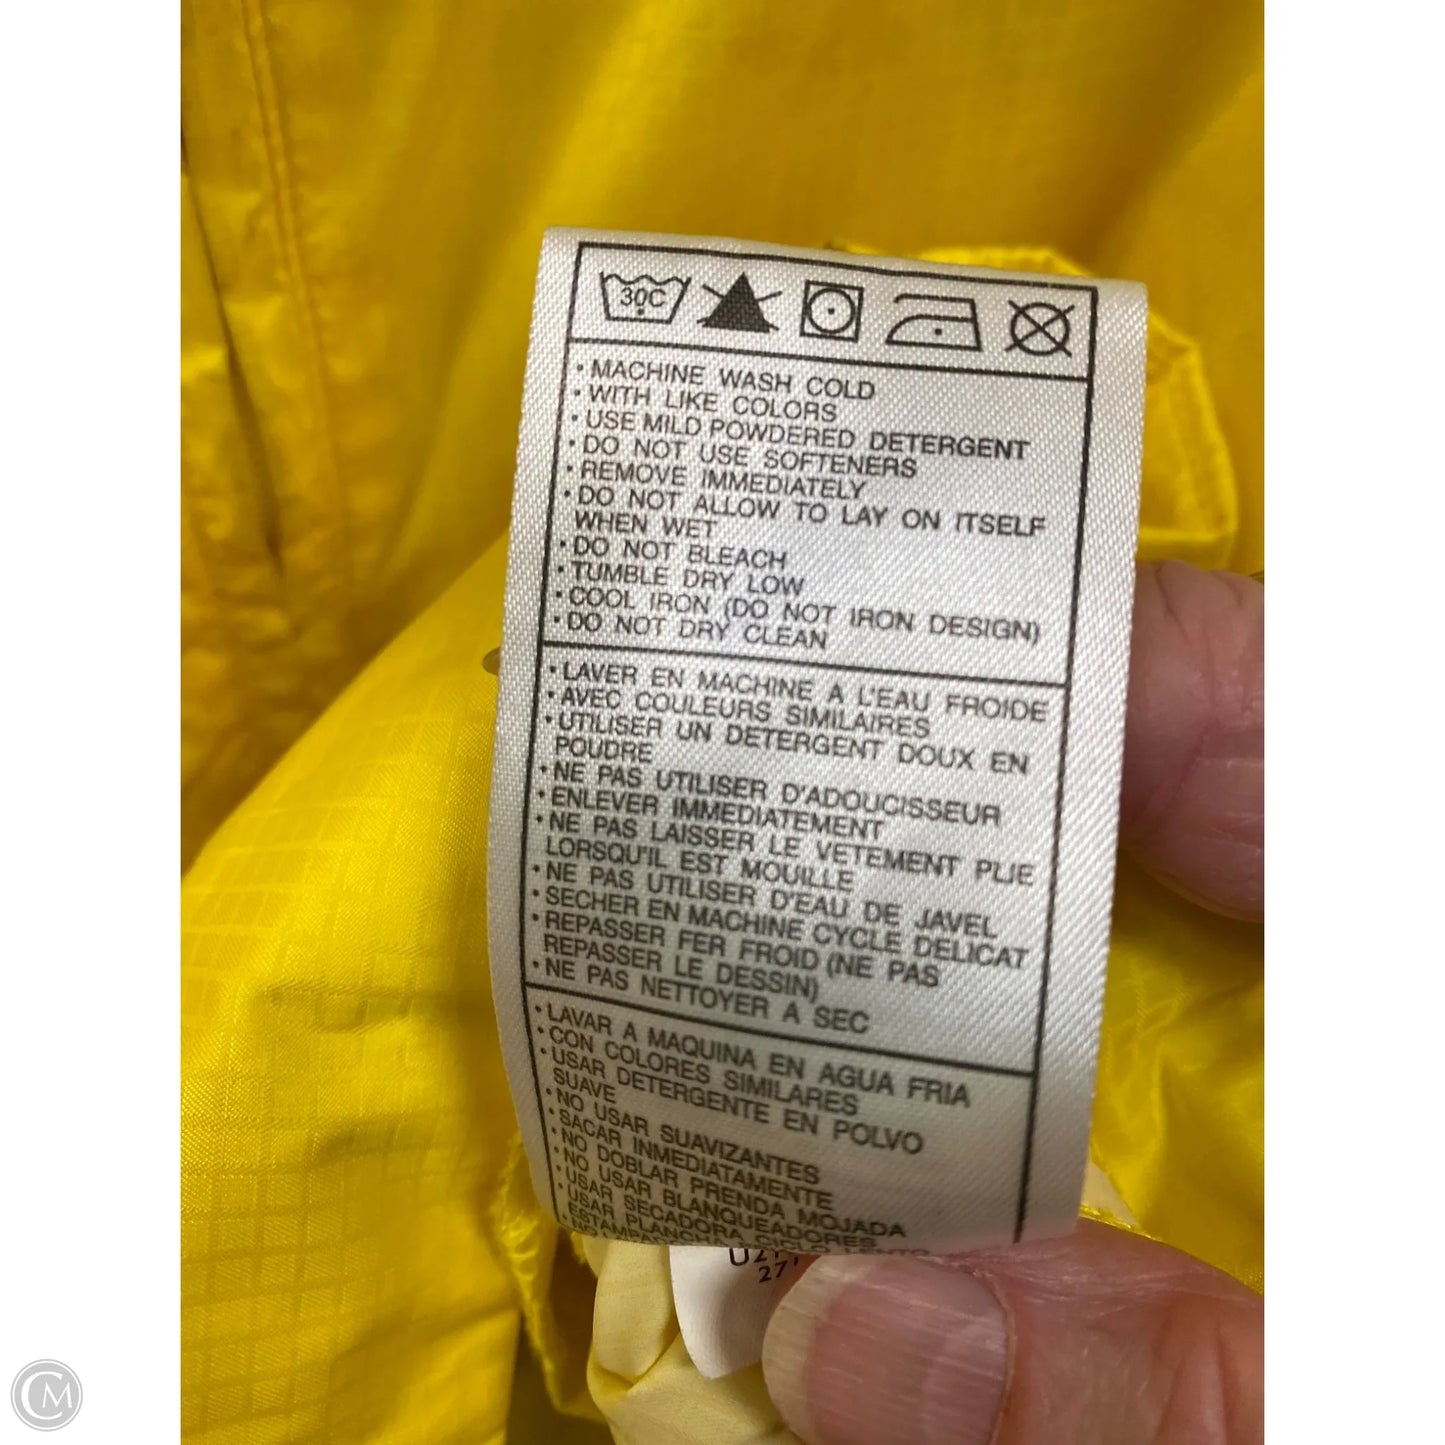 30C
• MACHINE WASH COLD
• WITH LIKE COLORS
• USE MILD POWDERED DETERGENT
• DO NOT USE SOFTENERS
• REMOVE IMMEDIATELY
• DO NOT ALLOW TO LAY ON ITSELF
WHEN WET
• DO NOT BLEACH
• TUMBLE DRY LOW
• COOL IRON (DO NOT IRON DESIGN)
• DO NOT DRY CLEAN
• LAVER EN MACHINE A L'EAU FROIDE
• AVEC COULEURS SIMILAIRES
• UTILISER UN DETERGENT DOUX EN
POUDRE
• NE PAS UTILISER D'ADOUCISSEUR
• ENLEVER IMMEDIATEMENT
• NE PAS LAISSER LE VETEMENT PLIE
LORSQU'IL EST MOUILLE
• NE PAS UTILISER D'EAU DE JAVEL
• SECHER EN MACHINE CYCLE DELICAT
• REPASSER FER FROID (NE PAS
REPASSER LE DESSIN)
• NE PAS NETTOYER A SEC
• LAVAR A MAQUINA EN AGUA FRIA
• CON COLORES SIMILARES
• USAR DETERGENTE EN POLVO
SUAVE
• NO USAR SUAVIZANTES
• SACAR INMEDIATAMENTE
• NO DOBLAR PRENDA MOJADA
• NO USAR BLANQUEADORES
• USAR SECADORA CICLO LENTO
• USAR PLANCHA
CM